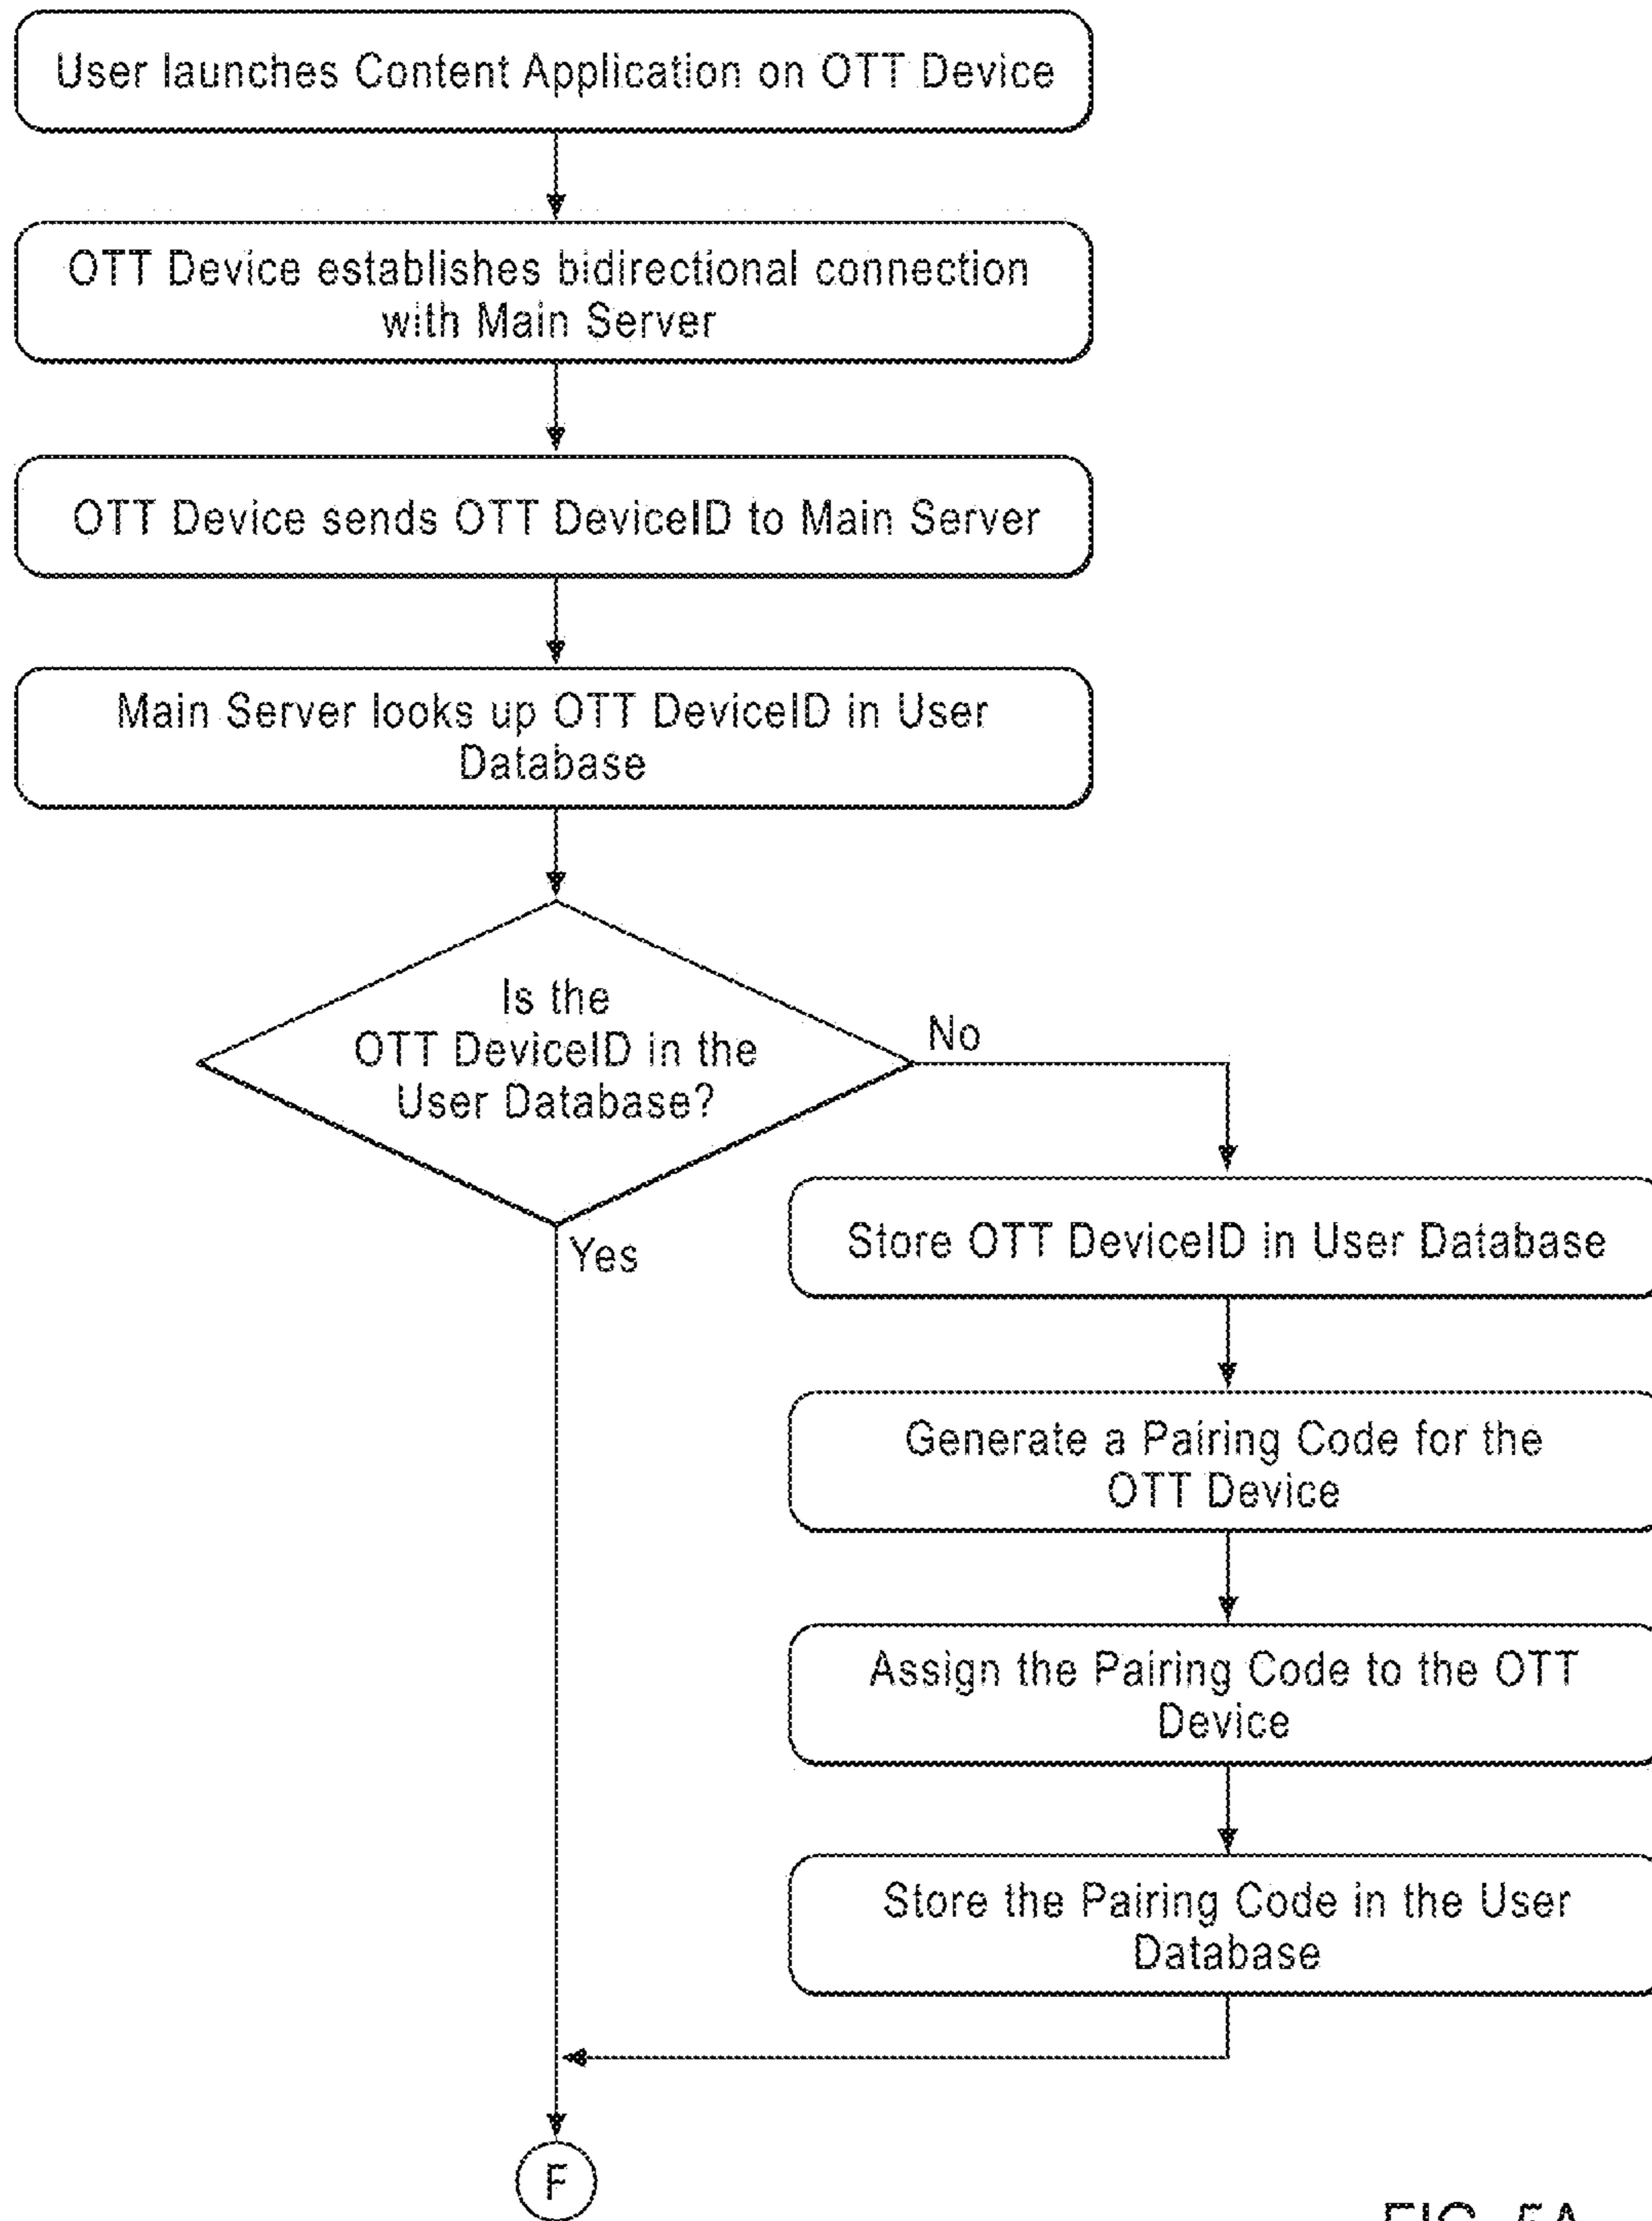 User launches Content Application on OTT Device
OTT Device establishes bidirectional connection
with Main Server
OTT Device sends OTT DeviceID to Main Server
Main Server looks up OTT DeviceID in User
Database
Is the
OTT DeviceID in the
User Database?
No
Yes
Store OTT DeviceID in User Database
Generate a Pairing Code for the
OTT Device
Assign the Pairing Code to the OTT
Device
Store the Pairing Code in the User
Database
F
FIG. 5A